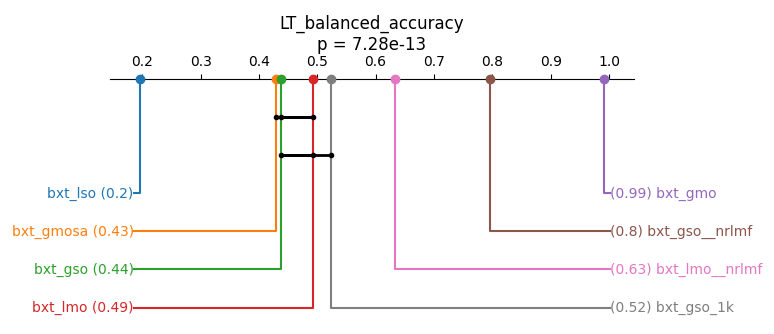 LT_balanced_accuracy
p = 7.28e-13
0.2 0.3 0.4 0.5 0.6 0.7 0.8 0.9 1.0
bxt_lso (0.2) (0.99) bxt_gmo
bxt_gmosa (0.43) (0.8) bxt_gso__nrlmf
bxt_gso (0.44) (0.63) bxt_lmo__nrlmf
bxt_lmo (0.49) (0.52) bxt_gso_1k